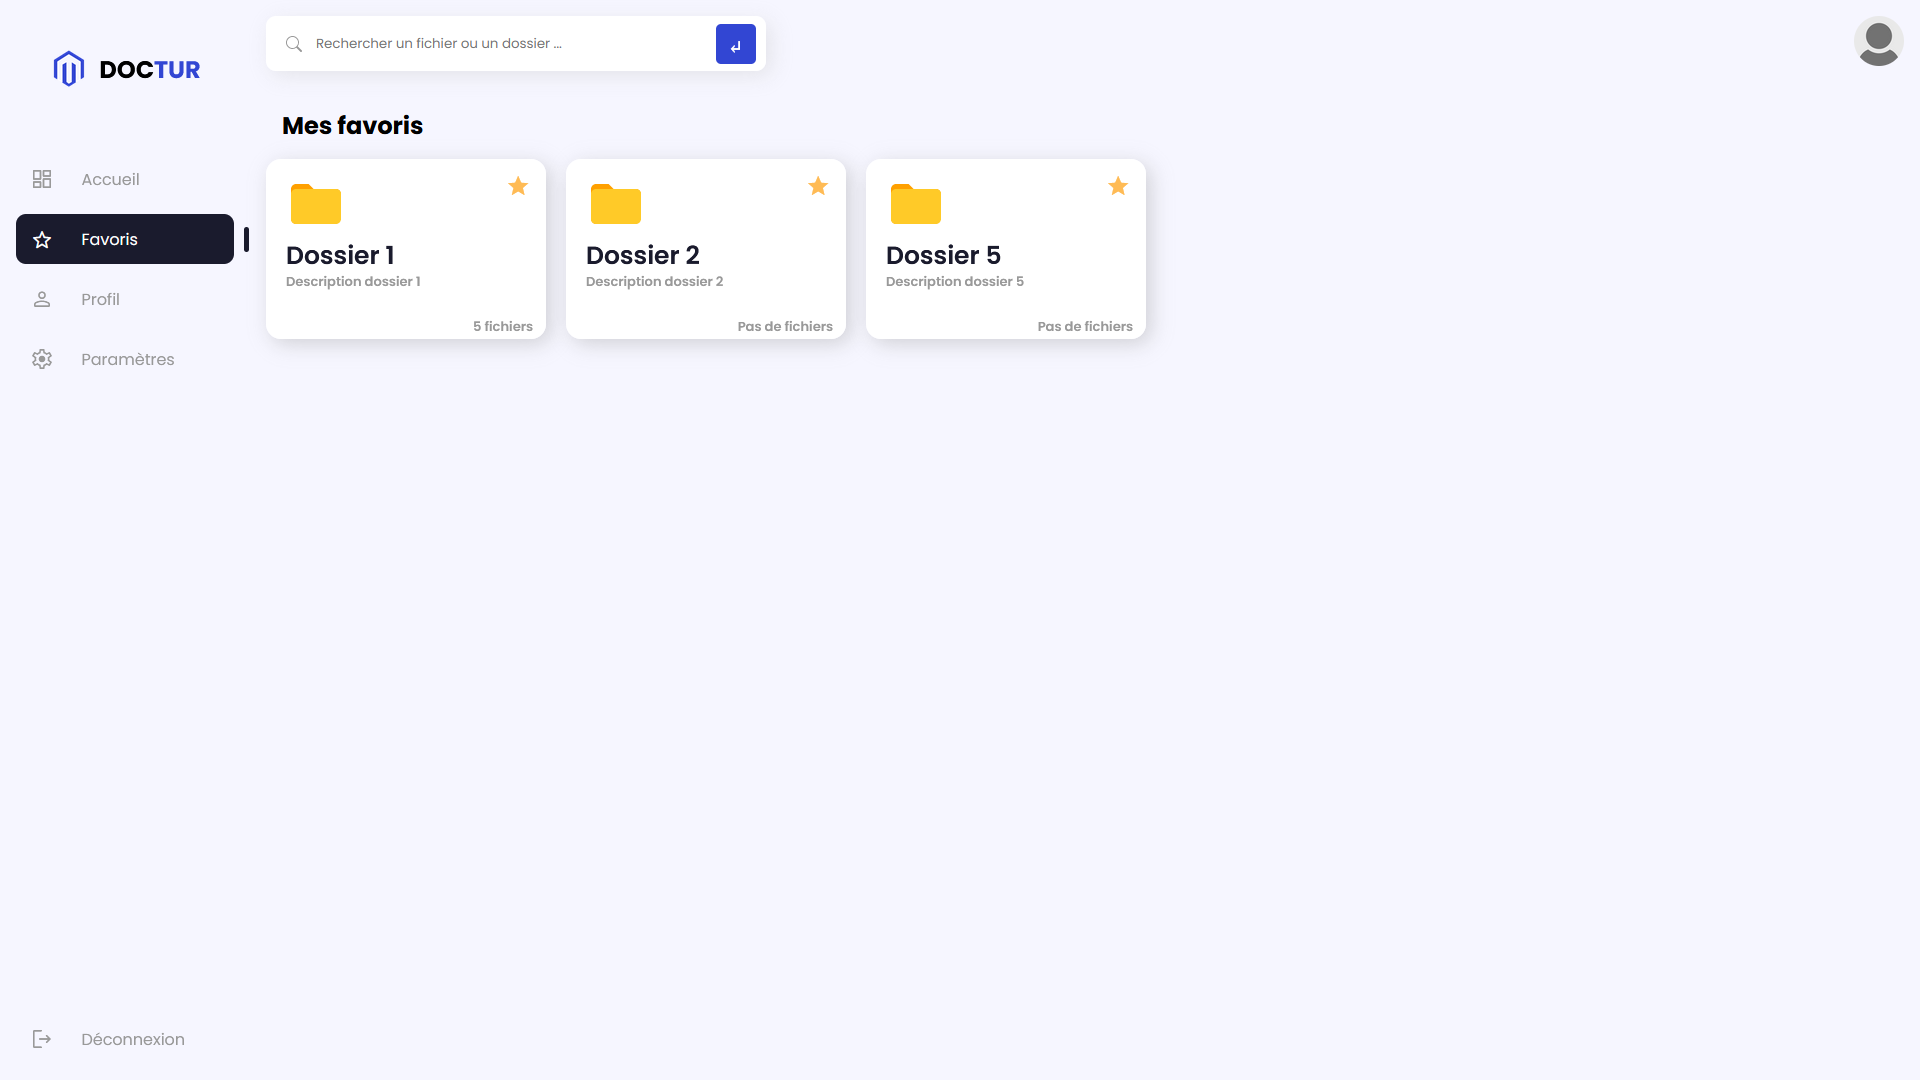 DOCTUR
Rechercher un fichier ou un dossier ...
Accueil
Favoris
Profil
Paramètres
Déconnexion
Mes favoris
Dossier 1
Description dossier 1
5 fichiers
Dossier 2
Description dossier 2
Pas de fichiers
Dossier 5
Description dossier 5
Pas de fichiers